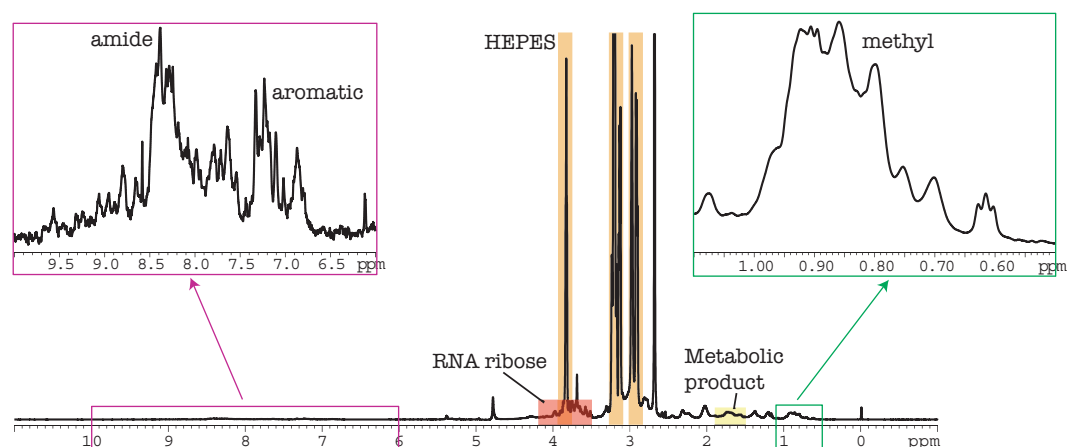 amide
aromatic
9.5 9.0 8.5 8.0 7.5 7.0 6.5 ppm
HEPES
methyl
1.00 0.90 0.80 0.70 0.60 ppm
RNA ribose
Metabolic
product
10 9 8 7 6 5 4 3 2 1 0 ppm